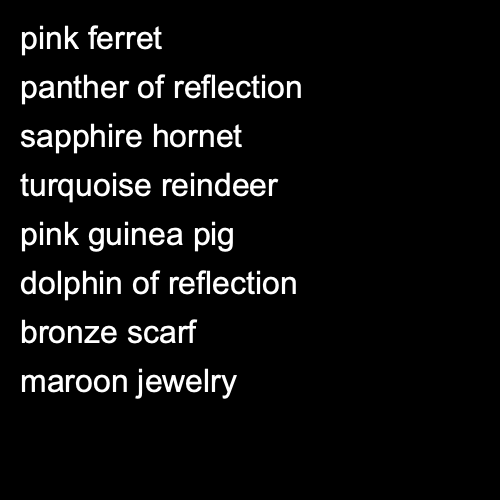 pink ferret
panther of reflection
sapphire hornet
turquoise reindeer
pink guinea pig
dolphin of reflection
bronze scarf
maroon jewelry